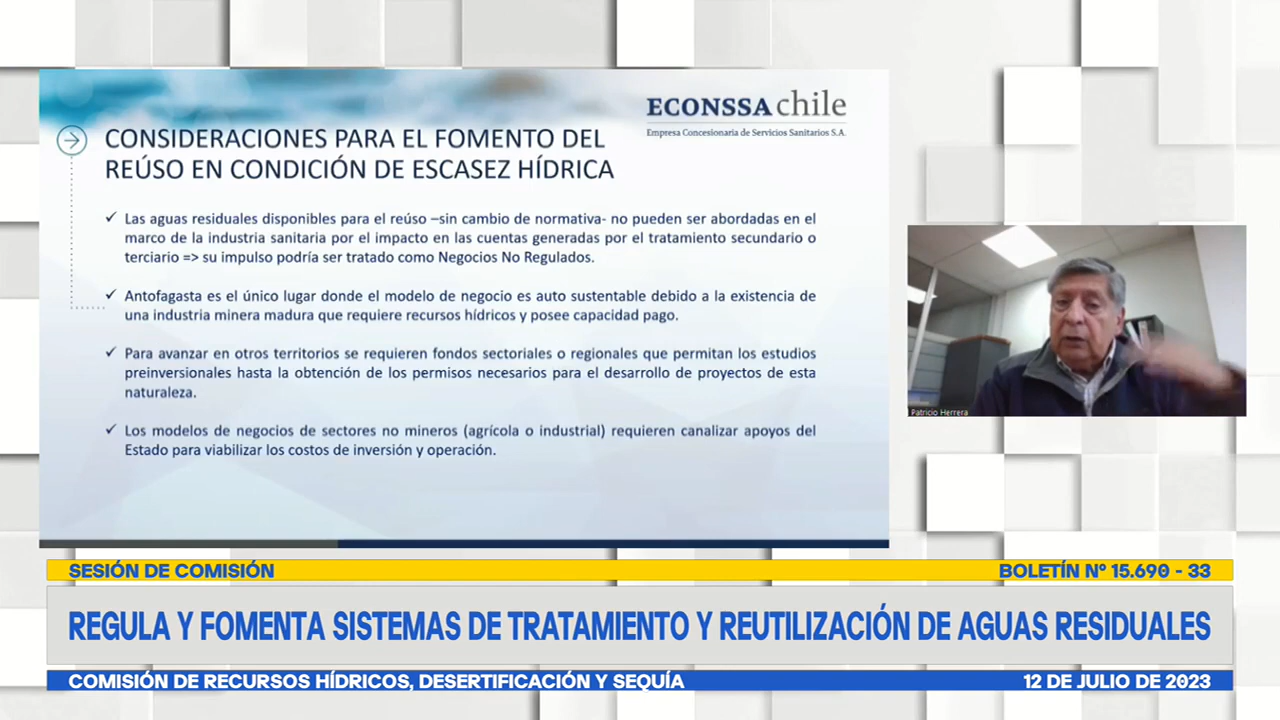 ECONSSA chile
Empresa Concesionaria de Servicios Sanitarios S.A.
CONSIDERACIONES PARA EL FOMENTO DEL
REÚSO EN CONDICIÓN DE ESCASEZ HÍDRICA
✓ Las aguas residuales disponibles para el reúso –sin cambio de normativa- no pueden ser abordadas en el
marco de la industria sanitaria por el impacto en las cuentas generadas por el tratamiento secundario o
terciario => su impulso podría ser tratado como Negocios No Regulados.
✓ Antofagasta es el único lugar donde el modelo de negocio es auto sustentable debido a la existencia de
una industria minera madura que requiere recursos hídricos y posee capacidad pago.
✓ Para avanzar en otros territorios se requieren fondos sectoriales o regionales que permitan los estudios
preinversionales hasta la obtención de los permisos necesarios para el desarrollo de proyectos de esta
naturaleza.
✓ Los modelos de negocios de sectores no mineros (agrícola o industrial) requieren canalizar apoyos del
Estado para viabilizar los costos de inversión y operación.
Patricio Herrera
SESIÓN DE COMISIÓN
BOLETÍN N° 15.690 - 33
REGULA Y FOMENTA SISTEMAS DE TRATAMIENTO Y REUTILIZACIÓN DE AGUAS RESIDUALES
COMISIÓN DE RECURSOS HÍDRICOS, DESERTIFICACIÓN Y SEQUÍA
12 DE JULIO DE 2023